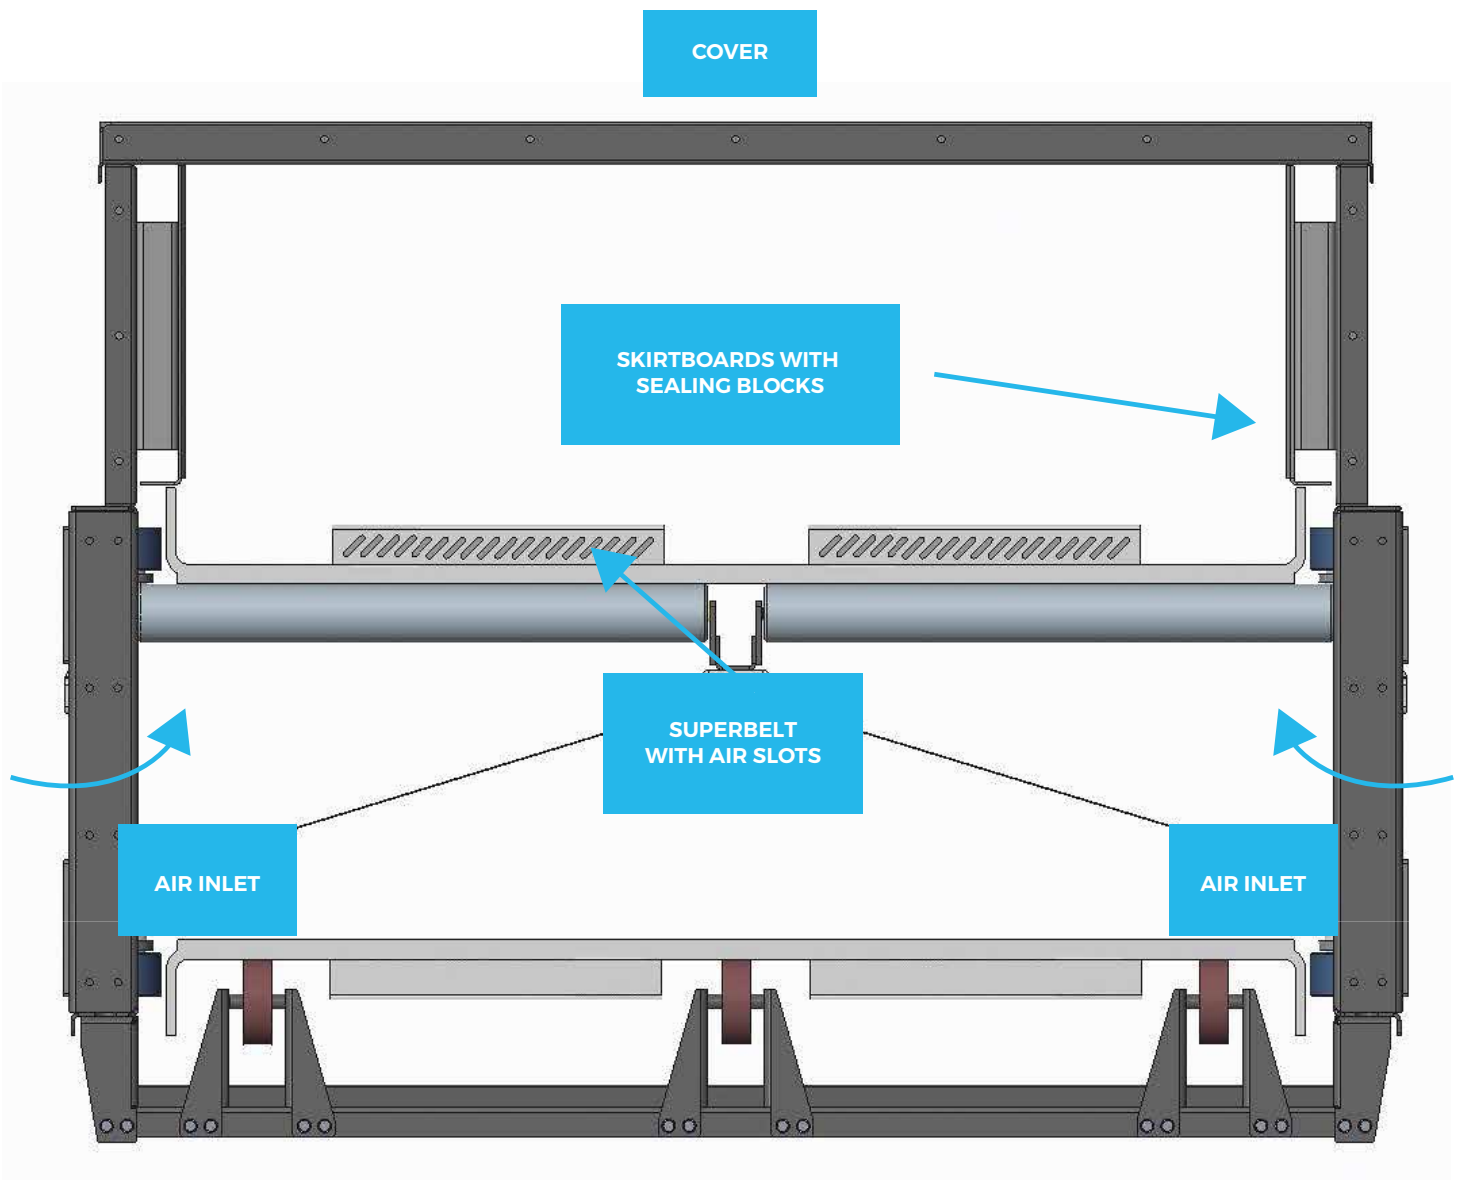 COVER
SKIRTBOARDS WITH
SEALING BLOCKS
SUPERBELT
WITH AIR SLOTS
AIR INLET
AIR INLET